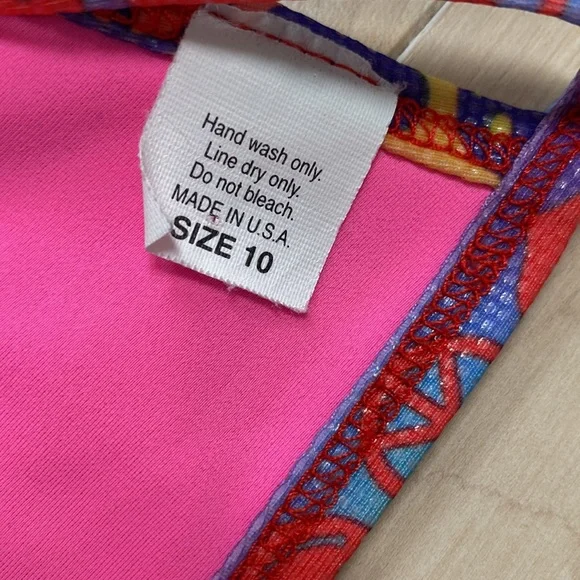 Hand wash only.
Line dry only.
Do not bleach.
MADE IN U.S.A.
SIZE 10